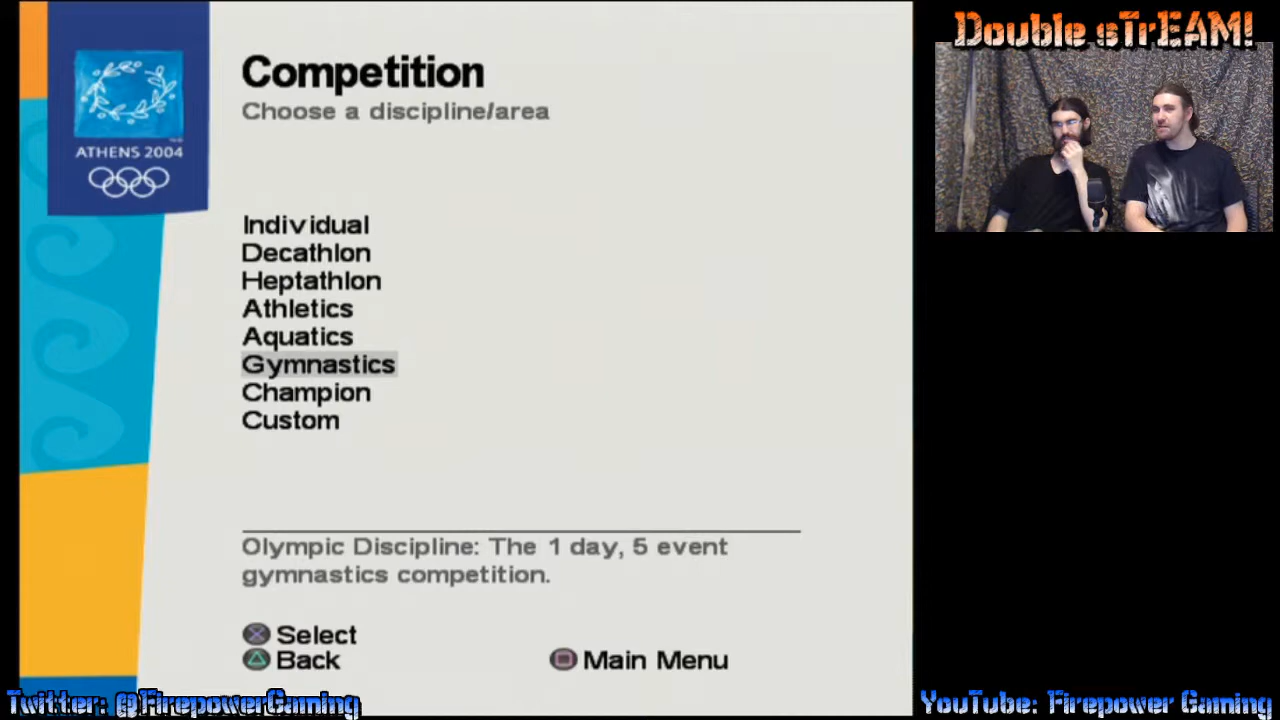 Double sTrEAM!
ATHENS 2004
Competition
Choose a discipline/area
Individual
Decathlon
Heptathlon
Athletics
Aquatics
Gymnastics
Champion
Custom
Olympic Discipline: The 1 day, 5 event
gymnastics competition.
Select
Back
Main Menu
Twitter: @FirepowerGaming
YouTube: Firepower Gaming